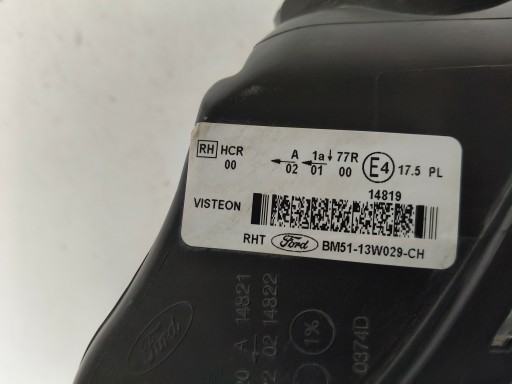 RH HCR A 1a 77R E4 17.5 PL
00 02 01 00
14819
VISTEON
RHT Ford BM51-13W029-CH
Ford
A 14821
02 14822
1%
0374D